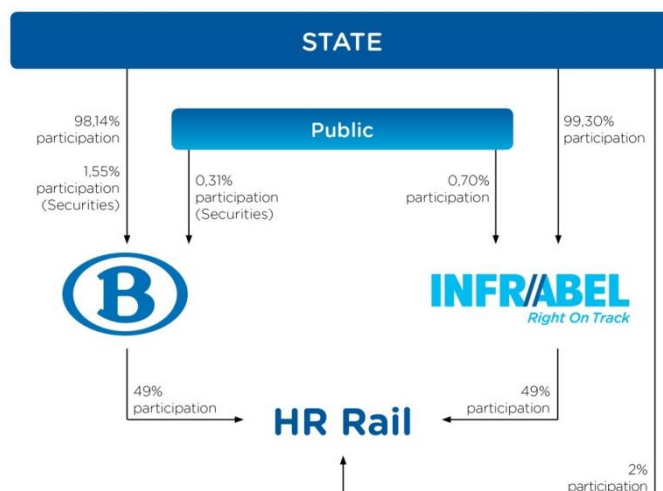 STATE
98,14%
participation
1,55%
participation
(Securities)
Public
0,31%
participation
(Securities)
0,70%
participation
99,30%
participation
B
INFRABEL
Right On Track
49%
participation
HR Rail
49%
participation
2%
participation